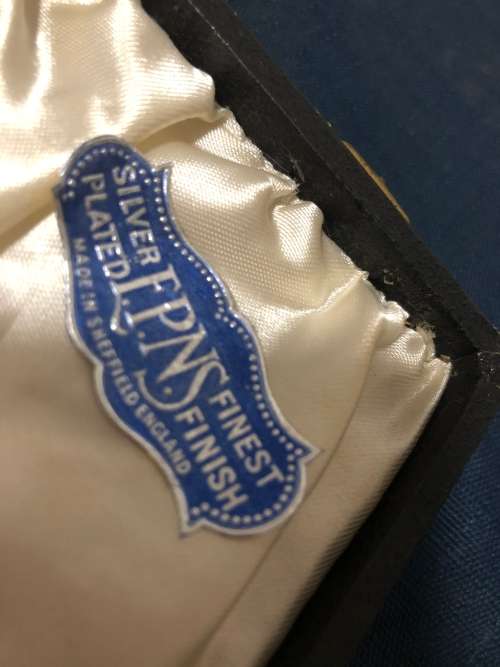 SILVER
PLATED
E.P.N.S
FINEST
FINISH
MADE IN SHEFFIELD ENGLAND